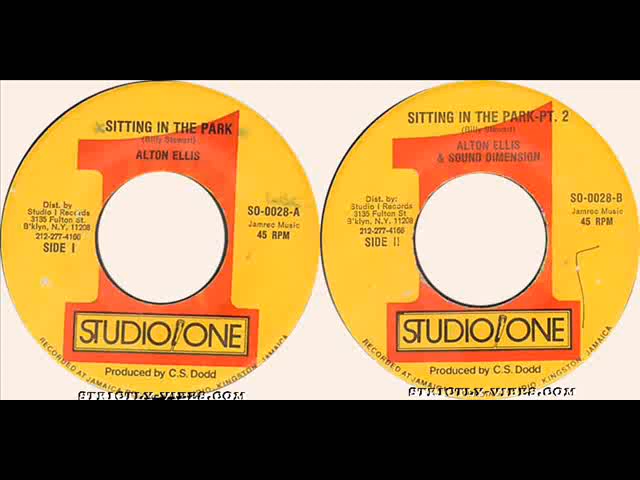 SITTING IN THE PARK
(Billy Stewart)
ALTON ELLIS
Dist. by
Studio I Records
3135 Fulton St.
B'klyn, N.Y. 11208
212-277-4166
SIDE I
SO-0028-A
Jamrec Music
45 RPM
STUDIO ONE
Produced by C.S. Dodd
RECORDED AT JAMAICA KINGSTON, JAMAICA
STRICTLY-VIBES.COM
SITTING IN THE PARK-PT. 2
(Billy Stewart)
ALTON ELLIS
& SOUND DIMENSION
Dist. by:
Studio I Records
3135 Fulton St.
B'klyn, N.Y. 11208
212-277-4166
SIDE II
SO-0028-B
Jamrec Music
45 RPM
STUDIO ONE
Produced by C.S. Dodd
RECORDED AT JAMAICA KINGSTON, JAMAICA
STRICTLY-VIBES.COM